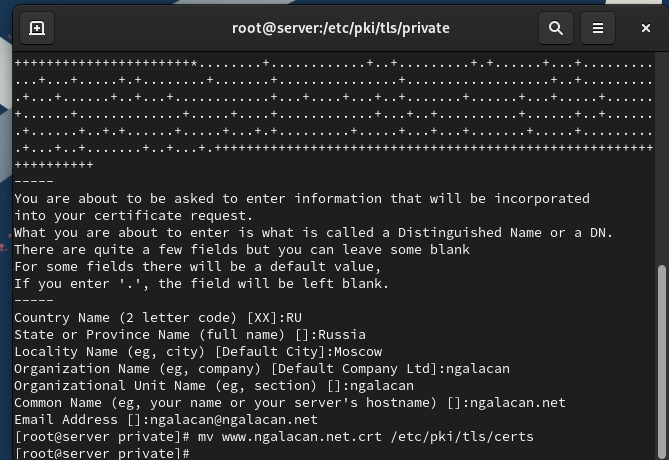 root@server:/etc/pki/tls/private
+++++++++++++++++++++++*........+............+..+.........+.+......+...+.........
...+...+.....+.+........+.......+................+...................+..+..........
.+...+......+...+...+.............+...+....+...+...+.......+......+...+.....+......
+......+..............+.....+....+..........+...+..+.+...........+......+..+.......
.+.....+..+.+......+.....+..+.+...........+.....+...+...+......+...+.....+.........
.+...+..+.......+..+...+.+++++++++++++++++++++++++++++++++++++++++++++++++++++++++
++++++++++
-----
You are about to be asked to enter information that will be incorporated
into your certificate request.
What you are about to enter is what is called a Distinguished Name or a DN.
There are quite a few fields but you can leave some blank
For some fields there will be a default value,
If you enter '.', the field will be left blank.
-----
Country Name (2 letter code) [XX]:RU
State or Province Name (full name) []:Russia
Locality Name (eg, city) [Default City]:Moscow
Organization Name (eg, company) [Default Company Ltd]:ngalacan
Organizational Unit Name (eg, section) []:ngalacan
Common Name (eg, your name or your server's hostname) []:ngalacan.net
Email Address []:ngalacan@ngalacan.net
[root@server private]# mv www.ngalacan.net.crt /etc/pki/tls/certs
[root@server private]#